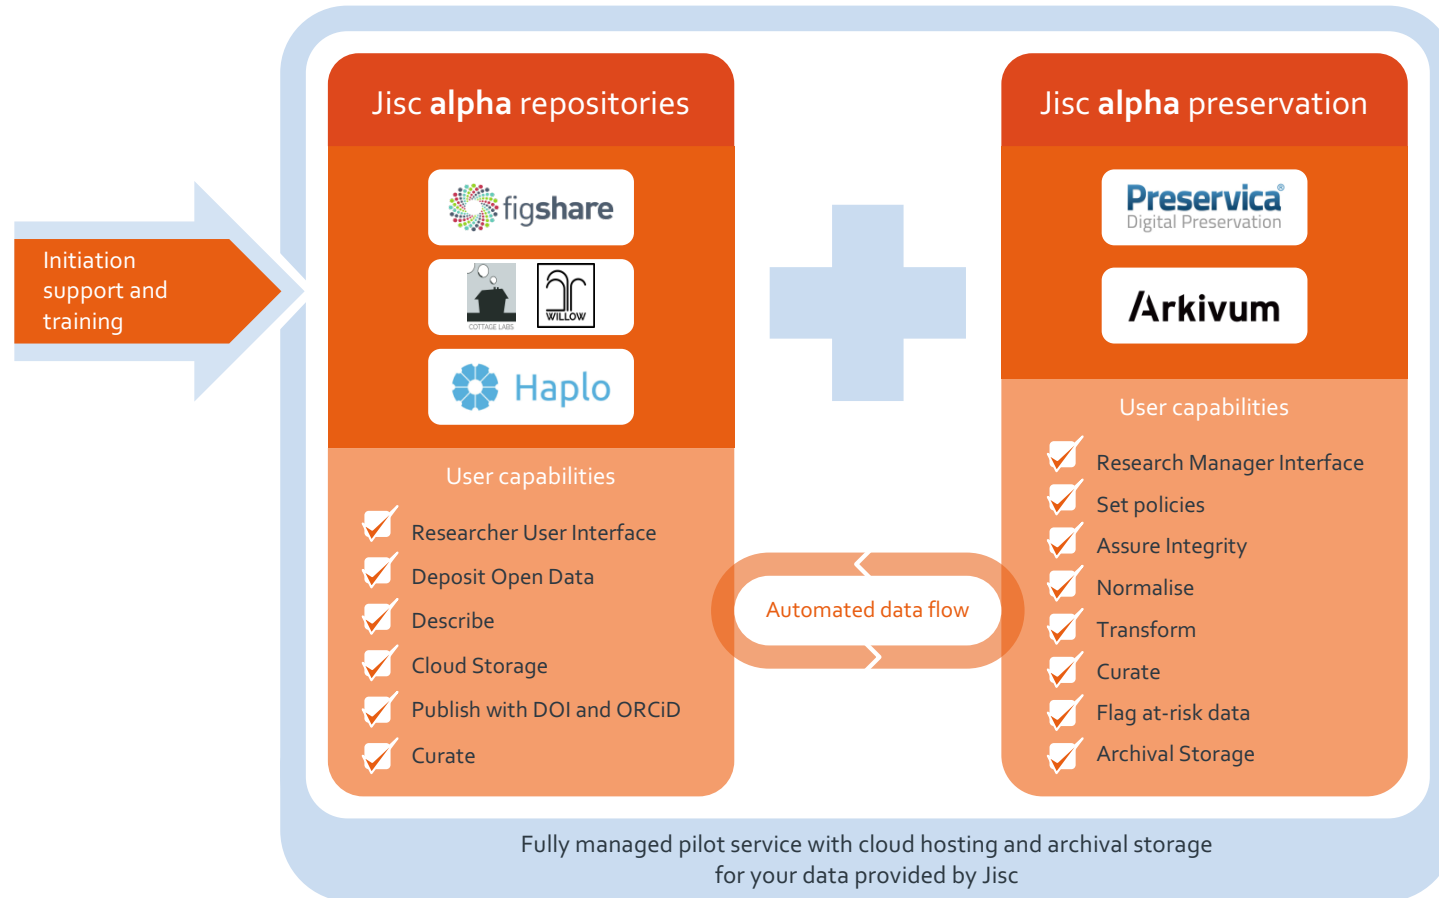 Initiation
support and
training
Jisc alpha repositories
figshare
COTTAGE LABS
WILLOW
Haplo
User capabilities
Researcher User Interface
Deposit Open Data
Describe
Cloud Storage
Publish with DOI and ORCiD
Curate
Automated data flow
Jisc alpha preservation
Preservica®
Digital Preservation
Arkivum
User capabilities
Research Manager Interface
Set policies
Assure Integrity
Normalise
Transform
Curate
Flag at-risk data
Archival Storage
Fully managed pilot service with cloud hosting and archival storage
for your data provided by Jisc